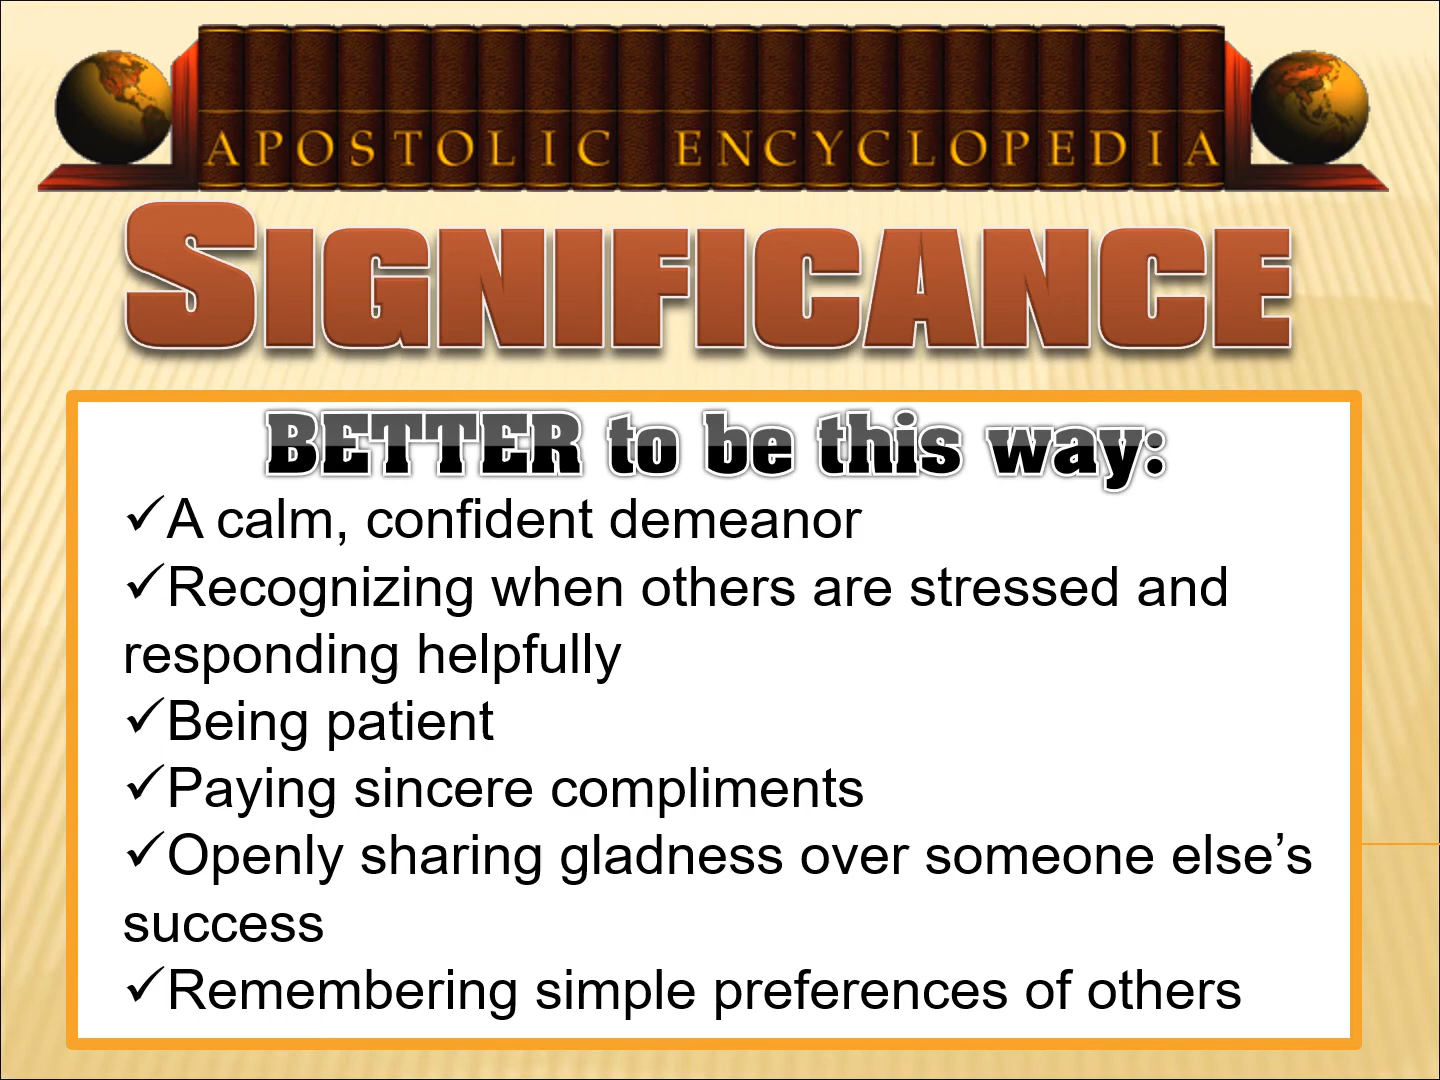 APOSTOLIC ENCYCLOPEDIA
SIGNIFICANCE
BETTER to be this way:
✓A calm, confident demeanor
✓Recognizing when others are stressed and
responding helpfully
✓Being patient
✓Paying sincere compliments
✓Openly sharing gladness over someone else’s
success
✓Remembering simple preferences of others